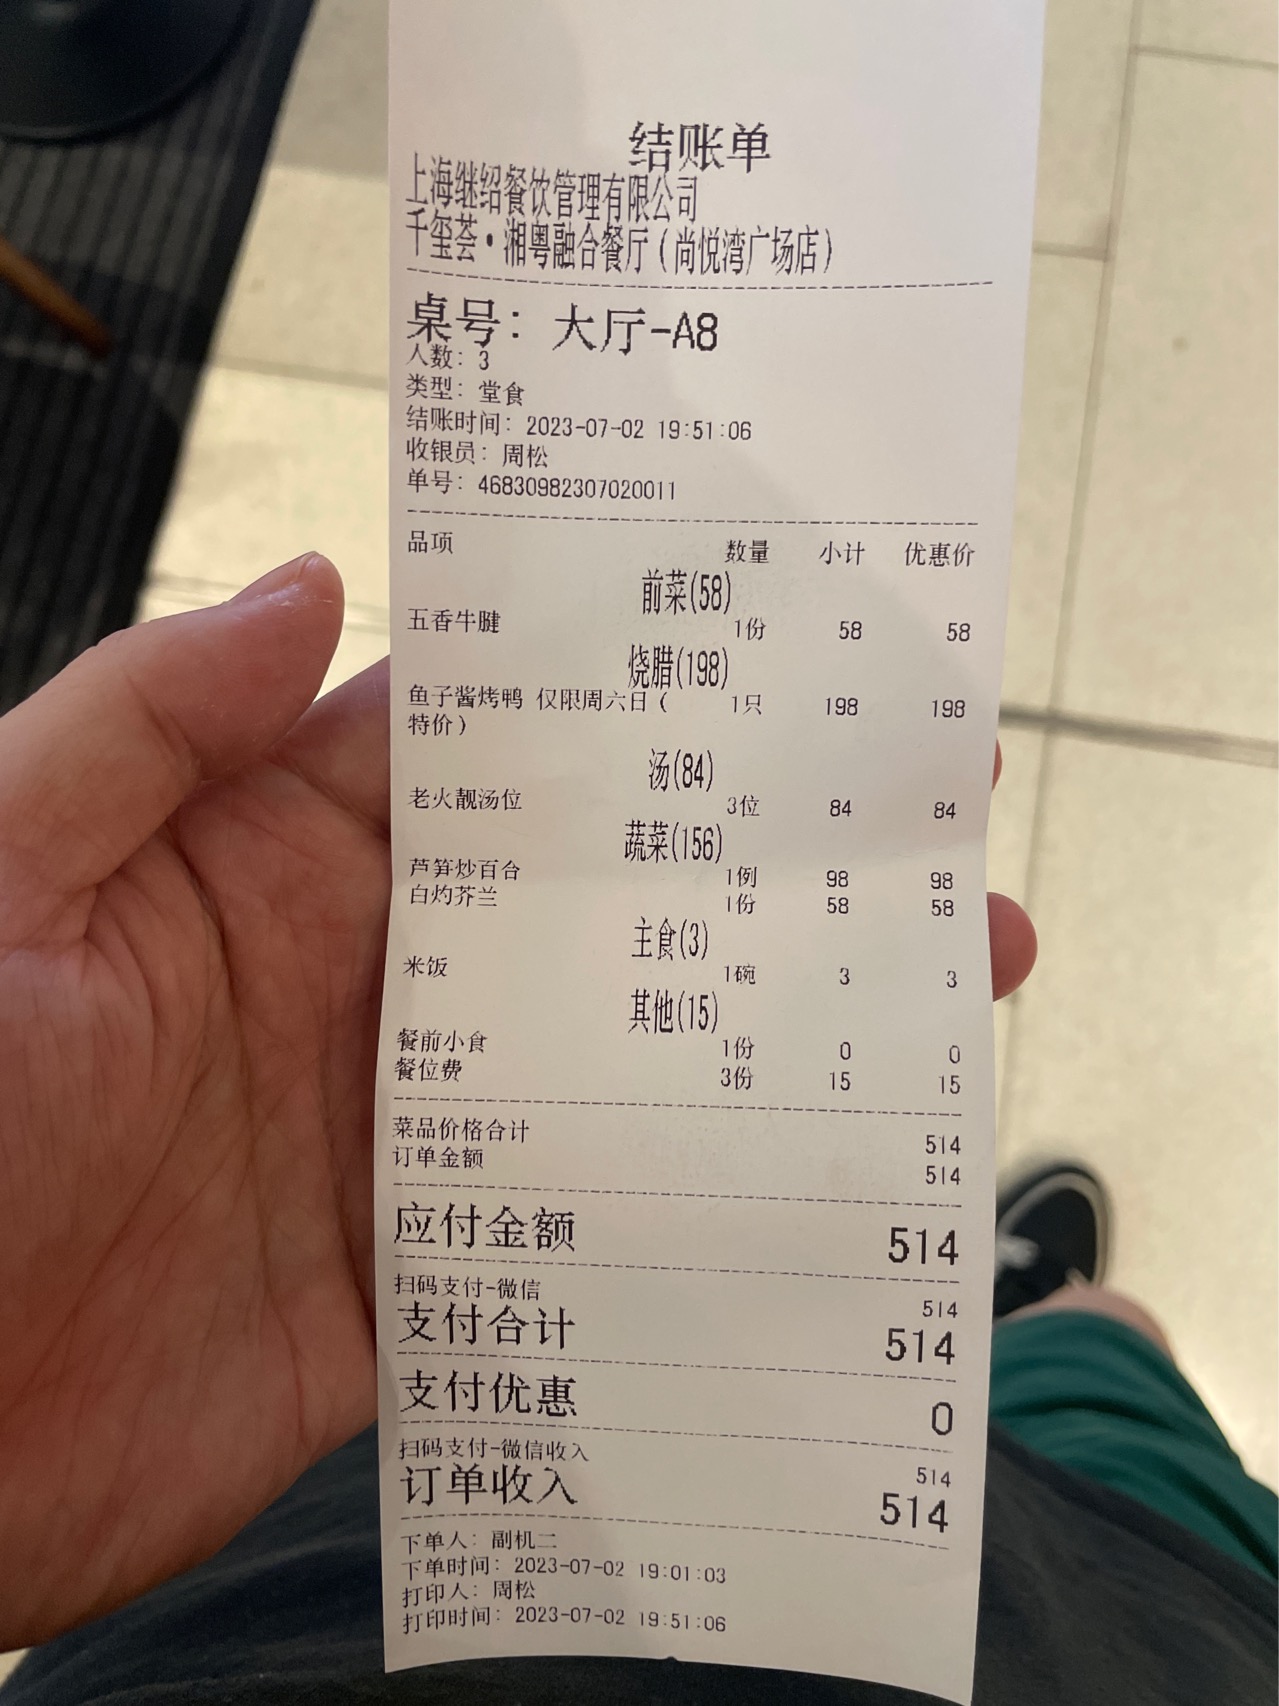 结账单
上海继绍餐饮管理有限公司
千玺荟·湘粤融合餐厅（尚悦湾广场店）
桌号：大厅-A8
人数：3
类型：堂食
结账时间：2023-07-02 19:51:06
收银员：周松
单号：46830982307020011
品项 数量 小计 优惠价
前菜(58)
五香牛腱 1份 58 58
烧腊(198)
鱼子酱烤鸭 仅限周六日（ 1只 198 198
特价）
汤(84)
老火靓汤位 3位 84 84
蔬菜(156)
芦笋炒百合 1例 98 98
白灼芥兰 1份 58 58
主食(3)
米饭 1碗 3 3
其他(15)
餐前小食 1份 0 0
餐位费 3份 15 15
菜品价格合计 514
订单金额 514
应付金额 514
扫码支付-微信 514
支付合计 514
支付优惠 0
扫码支付-微信收入 514
订单收入 514
下单人：副机二
下单时间：2023-07-02 19:01:03
打印人：周松
打印时间：2023-07-02 19:51:06